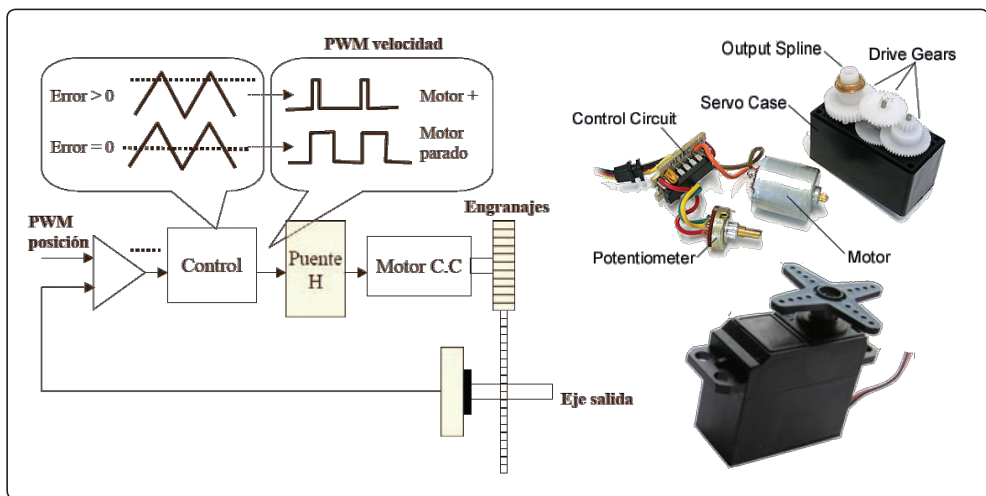 PWM velocidad
Error > 0
Motor +
Error = 0
Motor
parado
PWM
posición
Control
Puente
H
Motor C.C
Engranajes
Eje salida
Output Spline
Drive Gears
Servo Case
Control Circuit
Potentiometer
Motor